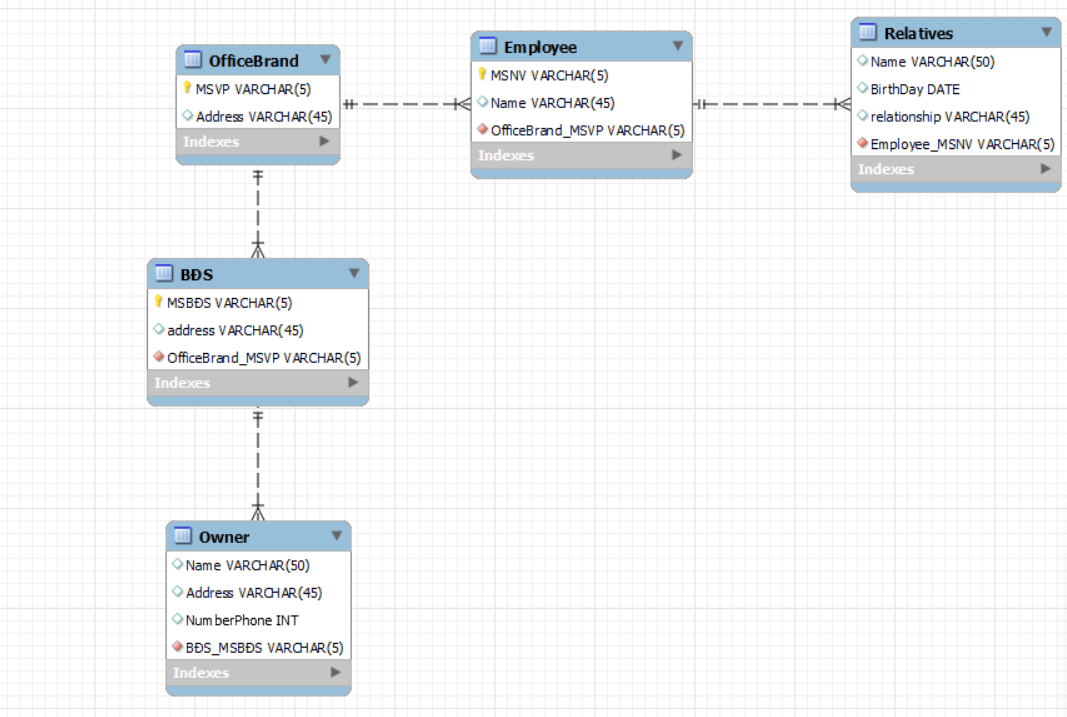 OfficeBrand
MSVP VARCHAR(5)
Address VARCHAR(45)
Indexes
Employee
MSNV VARCHAR(5)
Name VARCHAR(45)
OfficeBrand_MSVP VARCHAR(5)
Indexes
Relatives
Name VARCHAR(50)
BirthDay DATE
relationship VARCHAR(45)
Employee_MSNV VARCHAR(5)
Indexes
BĐS
MSBĐS VARCHAR(5)
address VARCHAR(45)
OfficeBrand_MSVP VARCHAR(5)
Indexes
Owner
Name VARCHAR(50)
Address VARCHAR(45)
NumberPhone INT
BĐS_MSBĐS VARCHAR(5)
Indexes